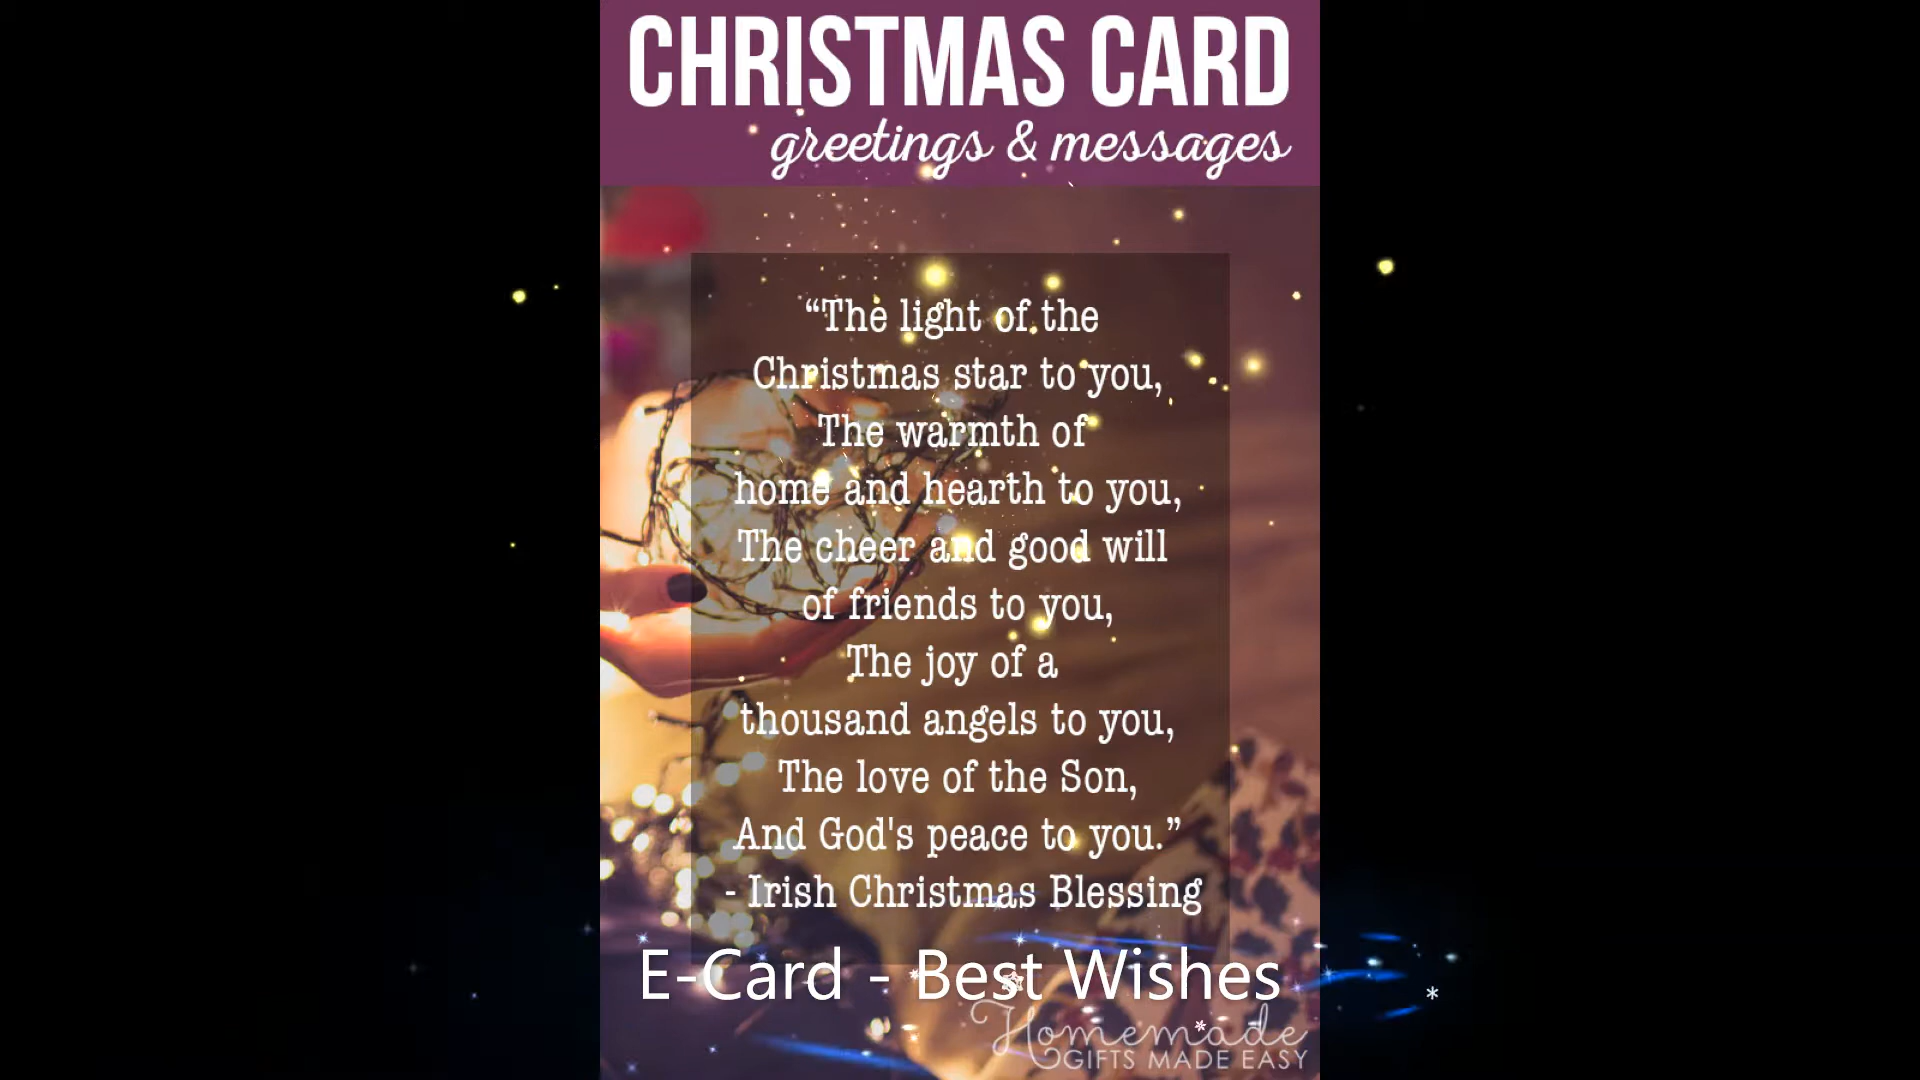 CHRISTMAS CARD
greetings & messages
“The light of the
Christmas star to you,
The warmth of
home and hearth to you,
The cheer and good will
of friends to you,
The joy of a
thousand angels to you,
The love of the Son,
And God's peace to you.”
- Irish Christmas Blessing
E-Card - Best Wishes
Homemade
GIFTS MADE EASY